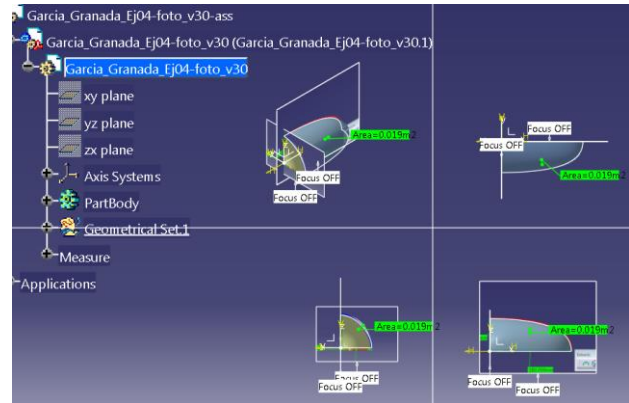 Garcia_Granada_Ej04-foto_v30-ass
Garcia_Granada_Ej04-foto_v30 (Garcia_Granada_Ej04-foto_v30.1)
Garcia_Granada_Ej04-foto_v30
xy plane
yz plane
zx plane
Axis Systems
PartBody
Geometrical Set.1
Measure
Applications
Area=0.019m2
Focus OFF
Focus OFF
Focus OFF
Focus OFF
Area=0.019m2
Area=0.019m2
Focus OFF
Focus OFF
Area=0.019m2
Focus OFF
Focus OFF